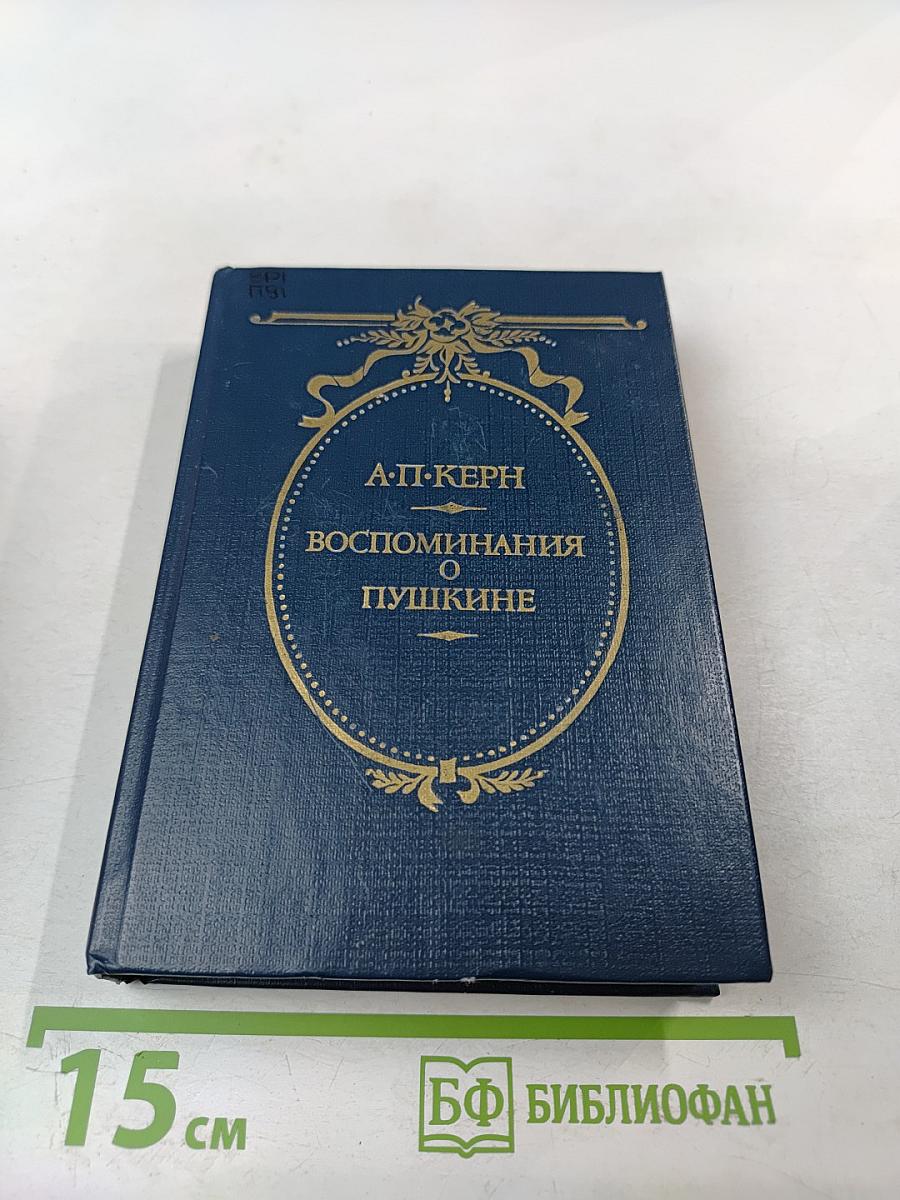 А·П·КЕРН
ВОСПОМИНАНИЯ
О
ПУШКИНЕ
15 см
БФ БИБЛИОФАН